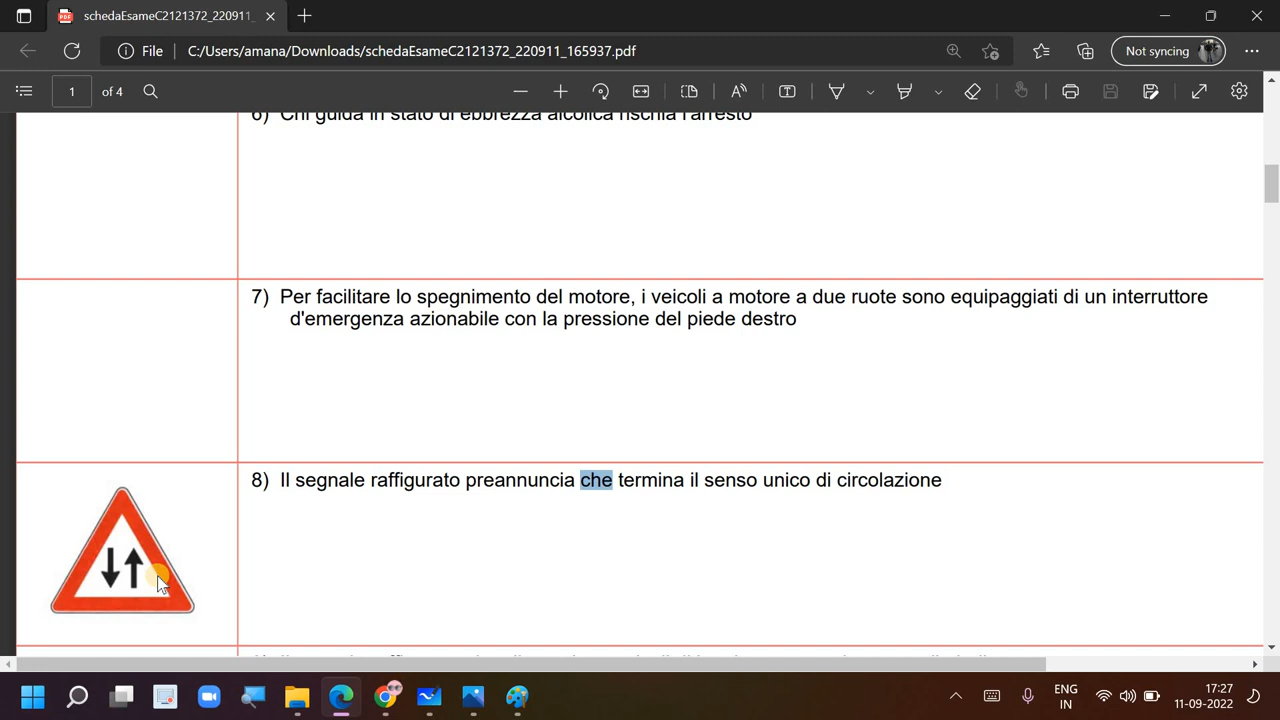 schedaEsameC2121372_220911_
File
C:/Users/amana/Downloads/schedaEsameC2121372_220911_165937.pdf
Not syncing
1 of 4
6) Chi guida in stato di ebbrezza alcolica rischia l'arresto
7) Per facilitare lo spegnimento del motore, i veicoli a motore a due ruote sono equipaggiati di un interruttore
d'emergenza azionabile con la pressione del piede destro
8) Il segnale raffigurato preannuncia che termina il senso unico di circolazione
ENG
IN
17:27
11-09-2022